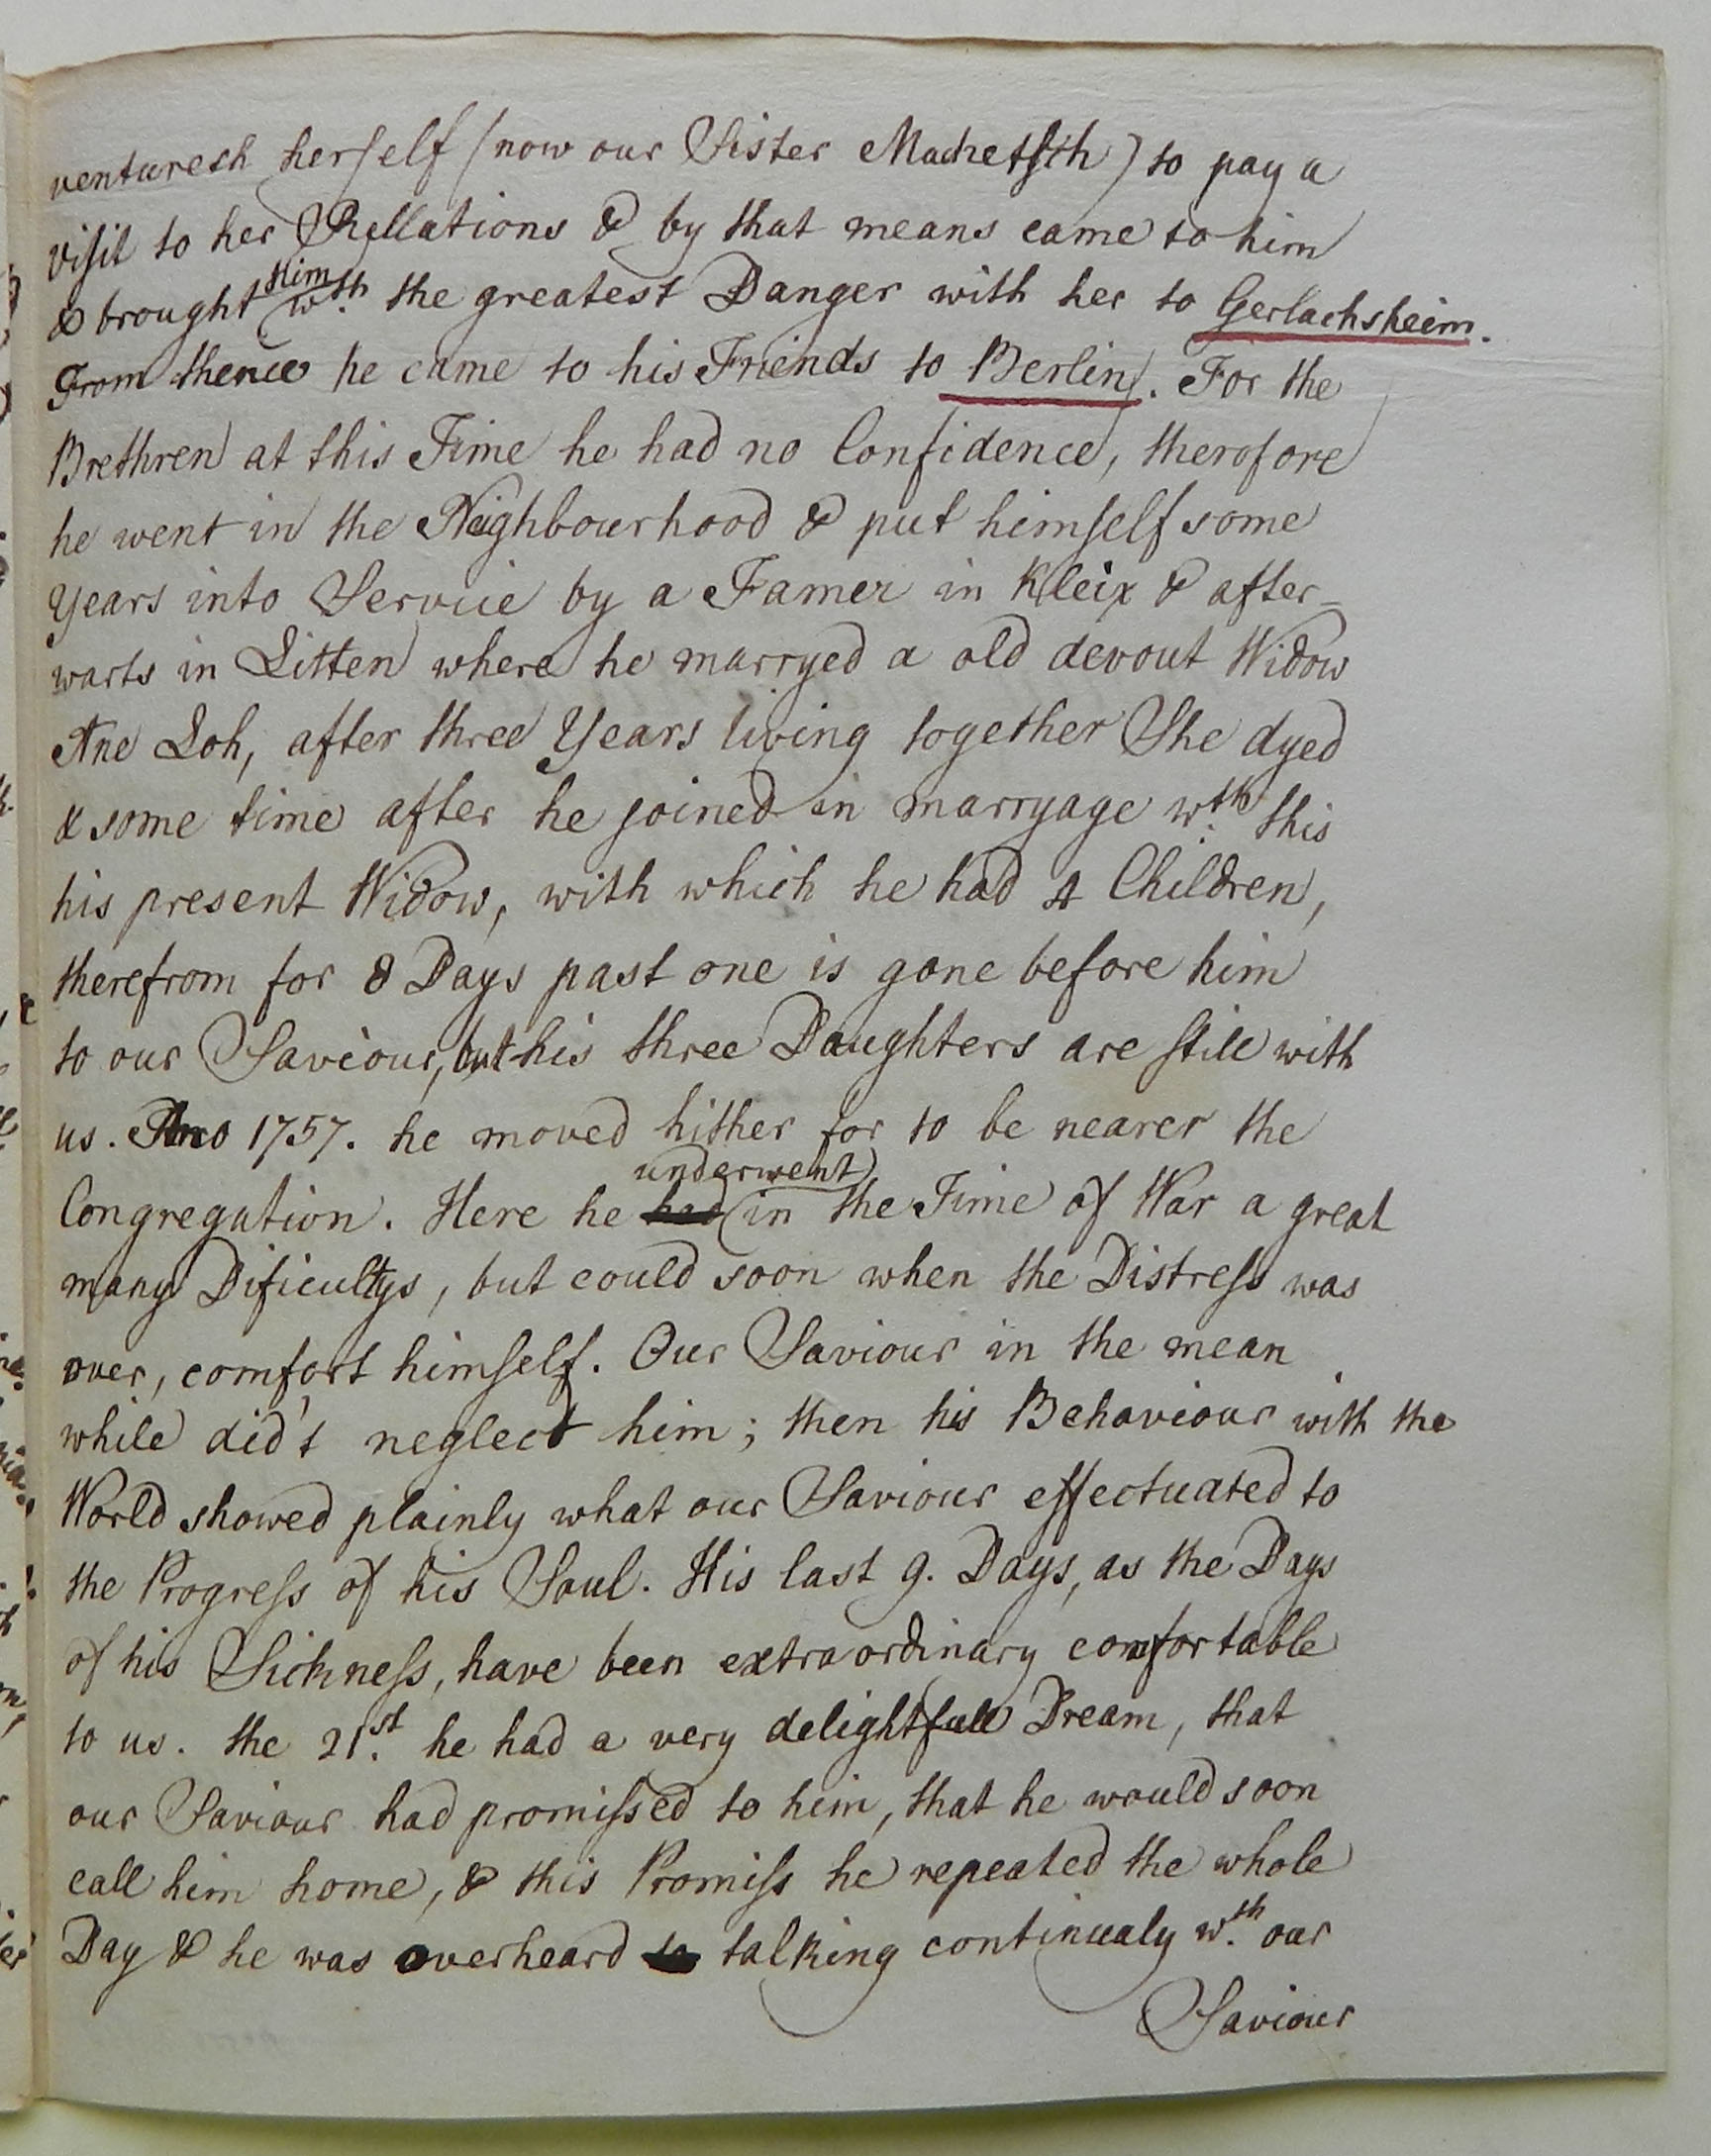 ventureth herself (now our Sister Machetsth) to pay a
visit to her Rellations & by that means came to him
& brought him wth. the greatest Danger with her to Gerlachsheim.
From thence he came to his Friends to Berlin. For the
Brethren at this Time he had no Confidence, therofore
he went in the Neighbourhood & put himself some
Years into Service by a Famer in Kleix & after-
warts in Litten where he marryed a old devout Widow
Ane Loh, after three Years living together She dyed
& some time after he joined in marryage wth. this
his present Widow, with which he had 4 Children,
therefrom for 8 Days past one is gone before him
to our Saviour, but his three Daughters are still with
us. Ano 1757. he moved hither for to be nearer the
Congregation. Here he had underwent in the Time of War a great
many Dificultys, but could soon when the Distress was
over, comfort himself. Our Saviour in the mean
while did't neglect him; then his Behaviour with the
World showed plainly what our Saviour effectuated to
the Progress of his Soul. His last 9. Days, as the Days
of his Sickness, have been extraordinary comfortable
to us. the 21st. he had a very delightfull Dream, that
our Saviour had promissed to him, that he would soon
call him home, & this Promiss he repeated the whole
Day & he was overheard to talking continualy wth. our
Saviour